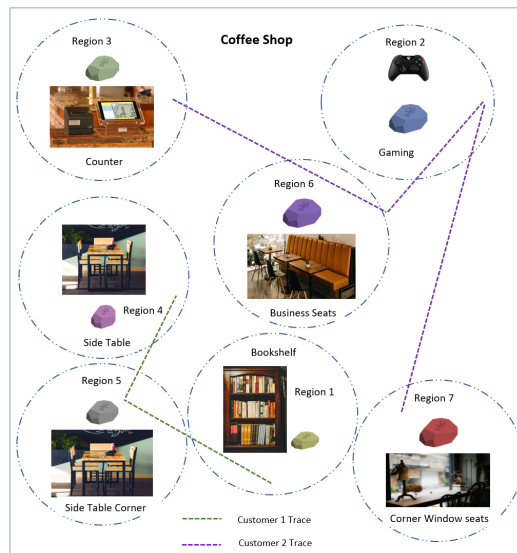 Coffee Shop
Region 3
Counter
Region 2
Gaming
Region 6
Business Seats
Region 4
Side Table
Bookshelf
Region 1
Region 5
Side Table Corner
Region 7
Corner Window seats
Customer 1 Trace
Customer 2 Trace